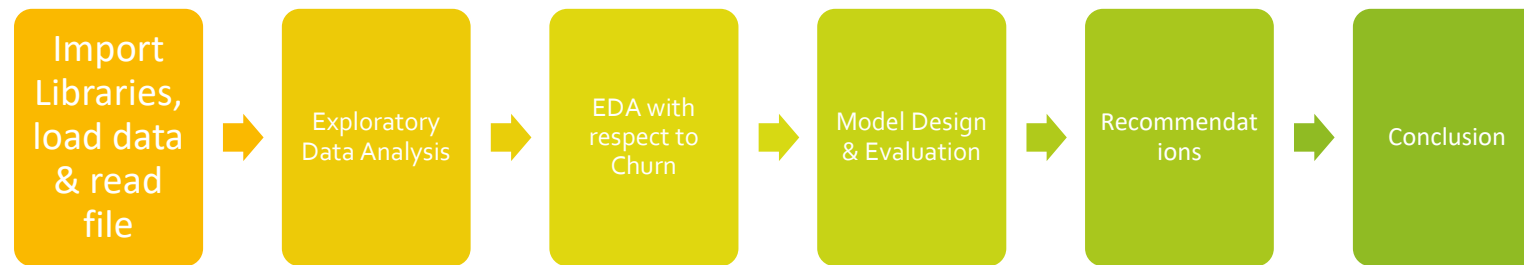 Import
Libraries,
load data
& read
file
Exploratory
Data Analysis
EDA with
respect to
Churn
Model Design
& Evaluation
Recommendat
ions
Conclusion